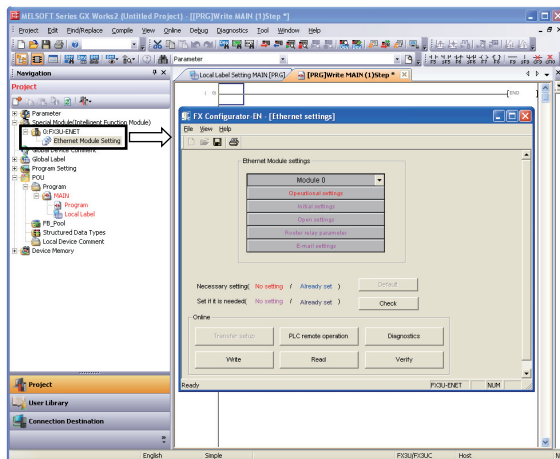 MELSOFT Series GX Works2 (Untitled Project) - [[PRG]Write MAIN (1)Step *]
Project Edit Find/Replace Compile View Online Debug Diagnostics Tool Window Help
Parameter
Navigation
Local Label Setting MAIN [PRG]
[PRG]Write MAIN (1)Step *
Project
Parameter
Special Module(Intelligent Function Module)
0:FX3U-ENET
Ethernet Module Setting
Global Device Comment
Global Label
Program Setting
POU
Program
MAIN
Program
Local Label
FB_Pool
Structured Data Types
Local Device Comment
Device Memory
END
FX Configurator-EN - [Ethernet settings]
File View Help
Ethernet Module settings
Module 0
Operational settings
Initial settings
Open settings
Router relay parameter
E-mail settings
Necessary setting( No setting / Already set )
Default
Set if it is needed( No setting / Already set )
Check
Online
Transfer setup
PLC remote operation
Diagnostics
Write
Read
Verify
Ready
FX3U-ENET
NUM
Project
User Library
Connection Destination
English
Simple
FX3U/FX3UC
Host